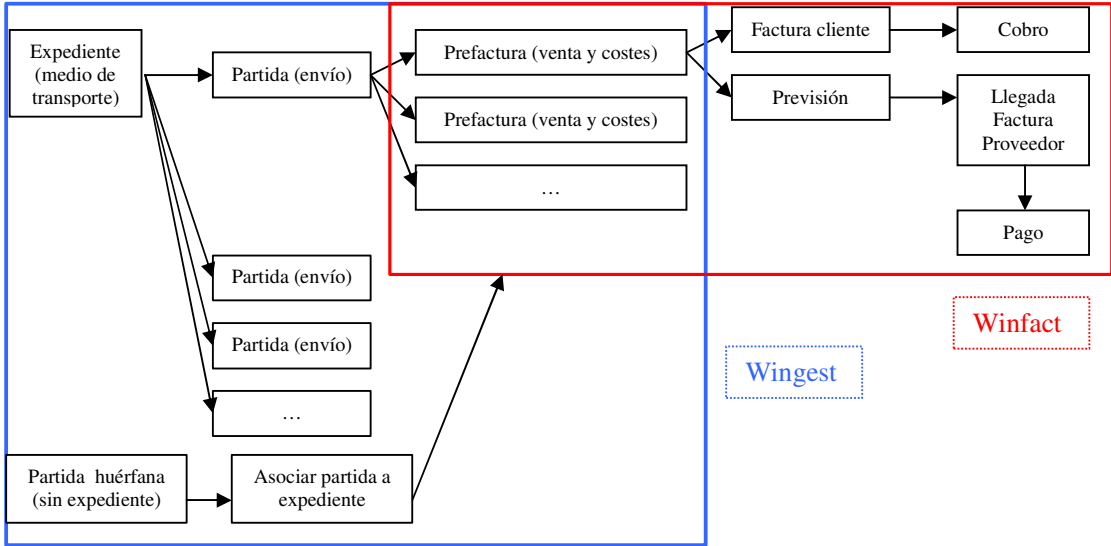 Expediente
(medio de
transporte)
Partida (envío)
Prefactura (venta y costes)
Factura cliente
Cobro
Previsión
Llegada
Factura
Proveedor
Prefactura (venta y costes)
…
Pago
Partida (envío)
Partida (envío)
…
Winfact
Wingest
Partida huérfana
(sin expediente)
Asociar partida a
expediente